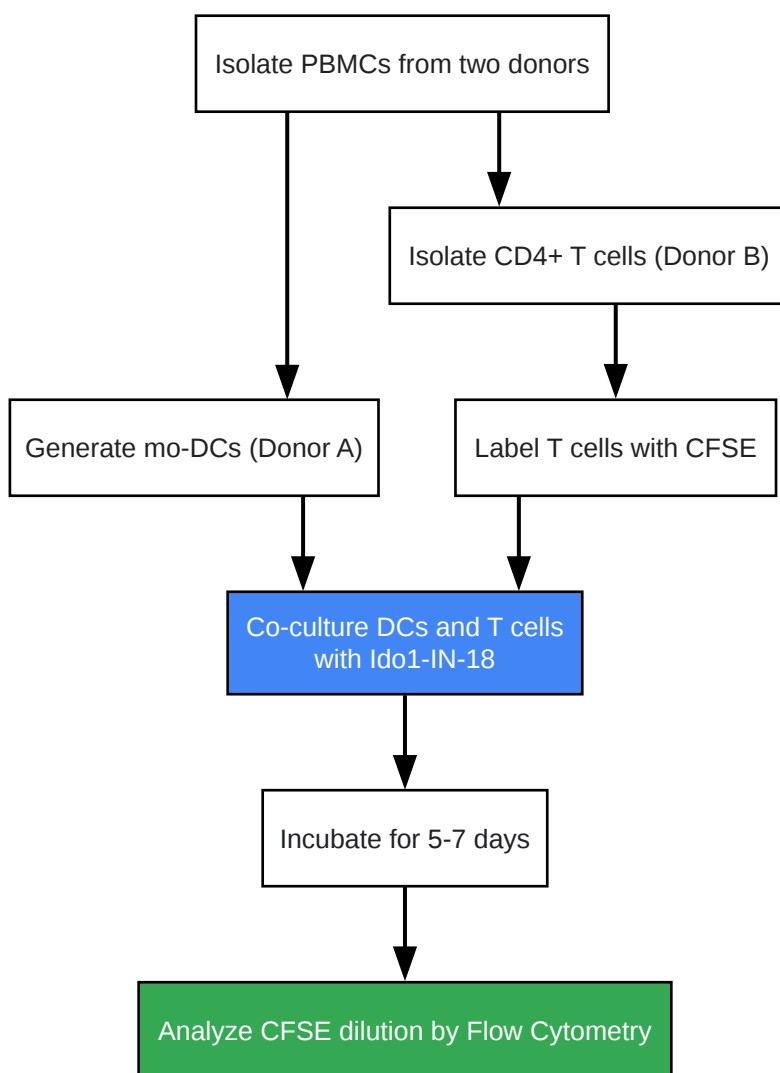 Isolate PBMCs from two donors
Isolate CD4+ T cells (Donor B)
Generate mo-DCs (Donor A)
Label T cells with CFSE
Co-culture DCs and T cells
with Ido1-IN-18
Incubate for 5-7 days
Analyze CFSE dilution by Flow Cytometry